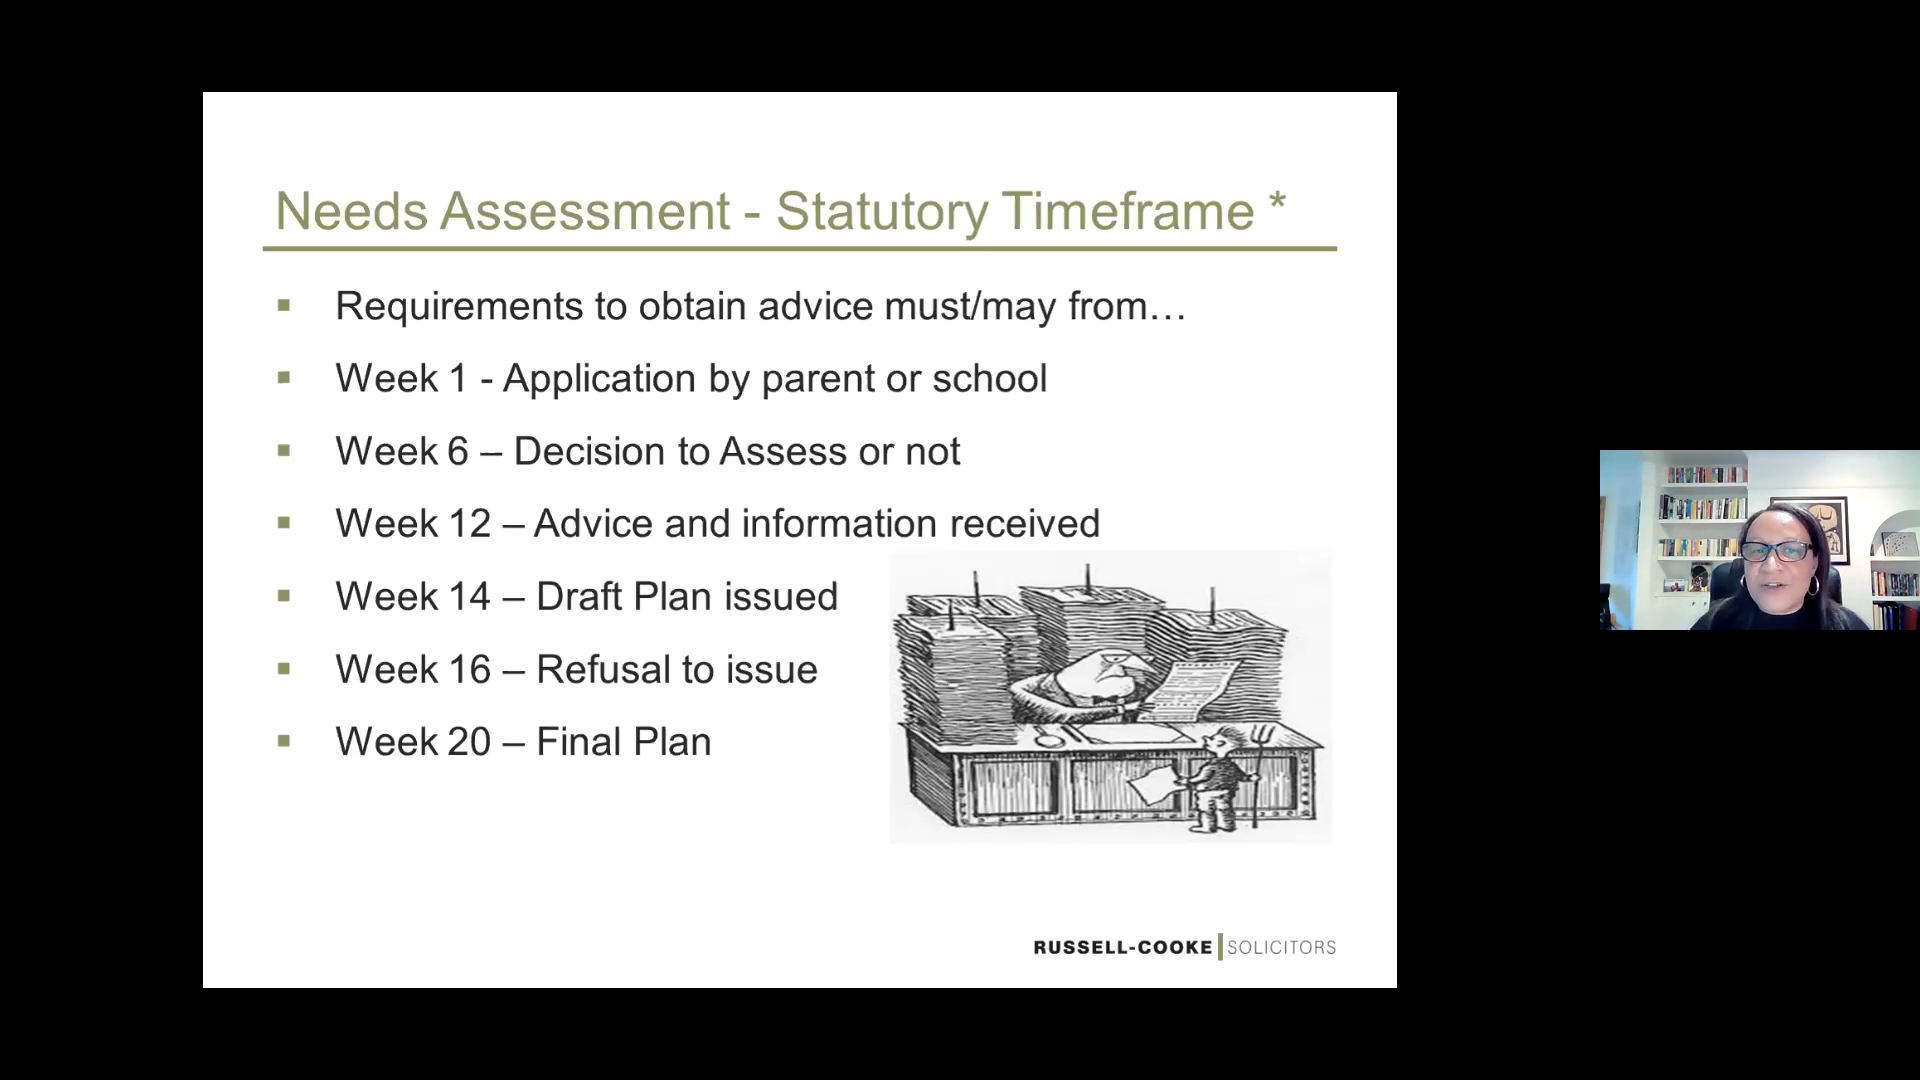 Needs Assessment - Statutory Timeframe *
Requirements to obtain advice must/may from…
Week 1 - Application by parent or school
Week 6 – Decision to Assess or not
Week 12 – Advice and information received
Week 14 – Draft Plan issued
Week 16 – Refusal to issue
Week 20 – Final Plan
RUSSELL-COOKE SOLICITORS